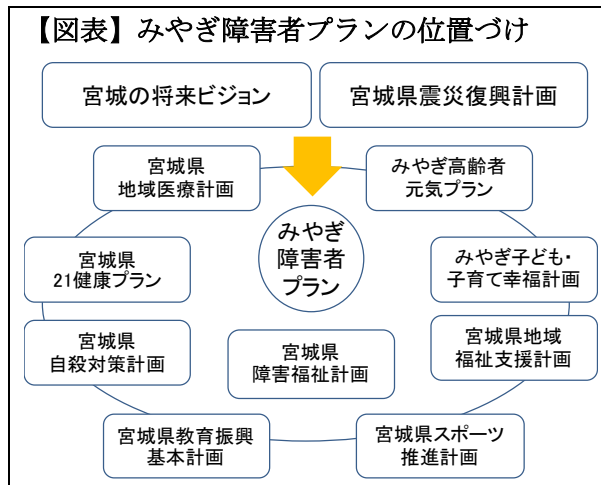 【図表】みやぎ障害者プランの位置づけ
宮城の将来ビジョン
宮城県震災復興計画
宮城県
地域医療計画
みやぎ高齢者
元気プラン
みやぎ
障害者
プラン
宮城県
21健康プラン
みやぎ子ども・
子育て幸福計画
宮城県
自殺対策計画
宮城県
障害福祉計画
宮城県地域
福祉支援計画
宮城県教育振興
基本計画
宮城県スポーツ
推進計画